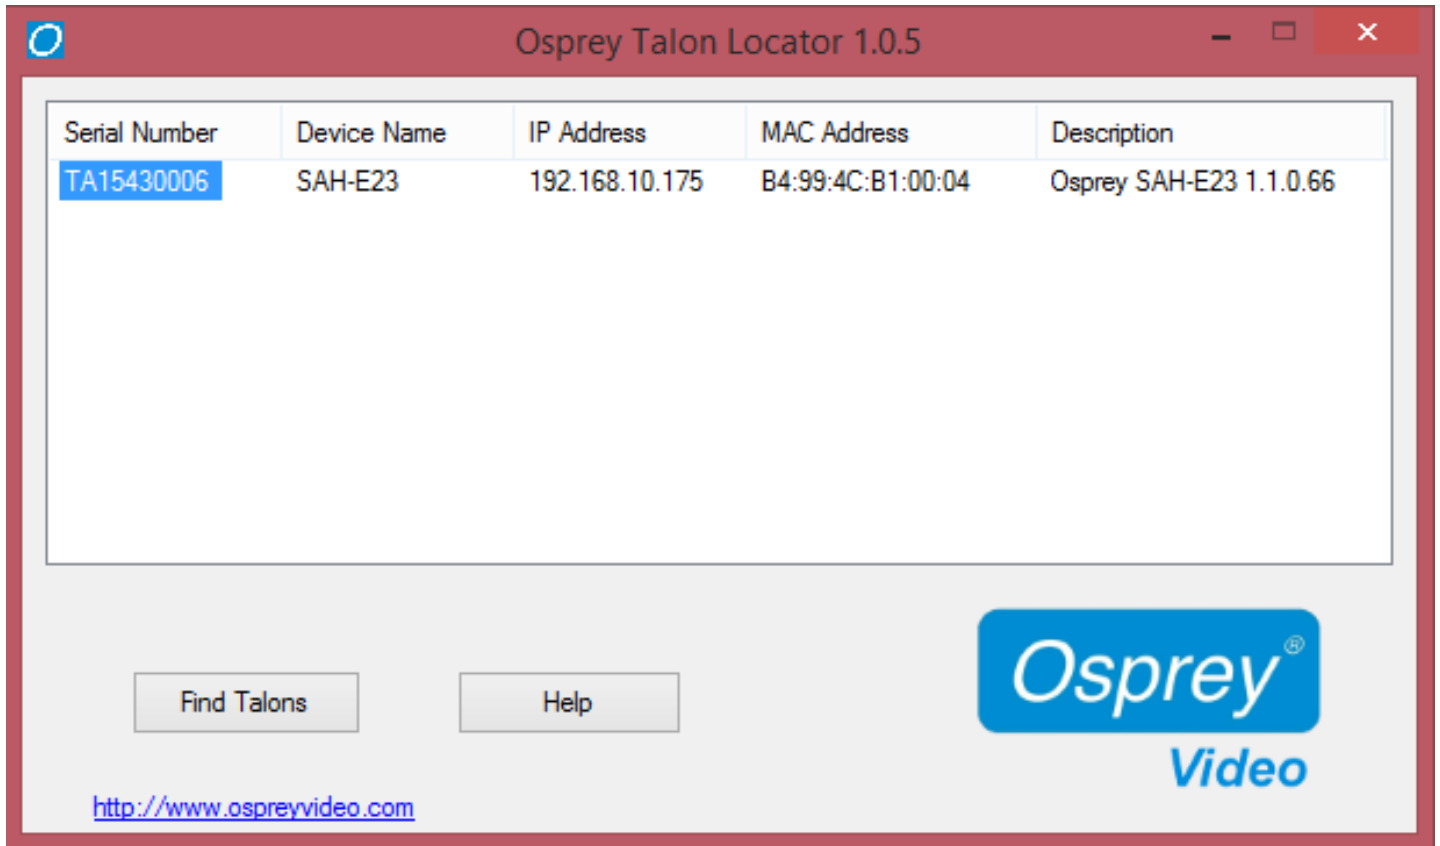 Osprey Talon Locator 1.0.5
Serial Number Device Name IP Address MAC Address Description
TA15430006 SAH-E23 192.168.10.175 B4:99:4C:B1:00:04 Osprey SAH-E23 1.1.0.66
Osprey®
Find Talons Help
Video
http://www.ospreyvideo.com